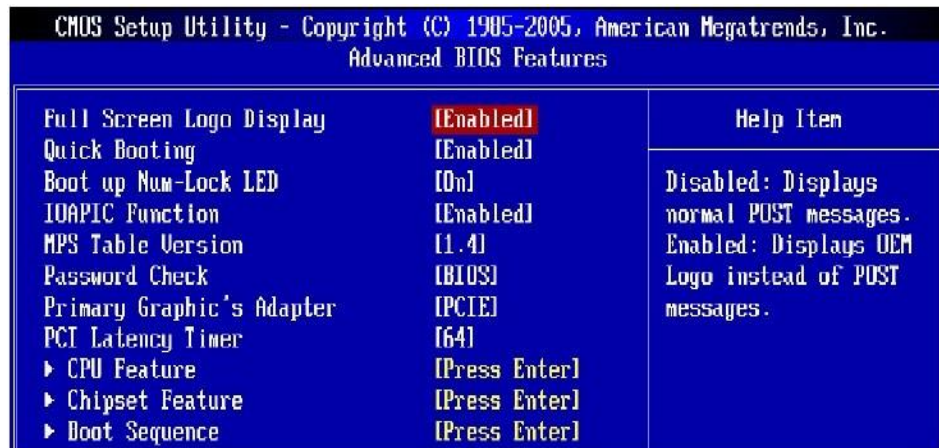 CMOS Setup Utility - Copyright (C) 1985-2005, American Megatrends, Inc.
Advanced BIOS Features
Full Screen Logo Display [Enabled]
Quick Booting [Enabled]
Boot up Num-Lock LED [On]
IOAPIC Function [Enabled]
MPS Table Version [1.4]
Password Check [BIOS]
Primary Graphic's Adapter [PCIE]
PCI Latency Timer [64]
CPU Feature [Press Enter]
Chipset Feature [Press Enter]
Boot Sequence [Press Enter]
Help Item
Disabled: Displays
normal POST messages.
Enabled: Displays OEM
Logo instead of POST
messages.